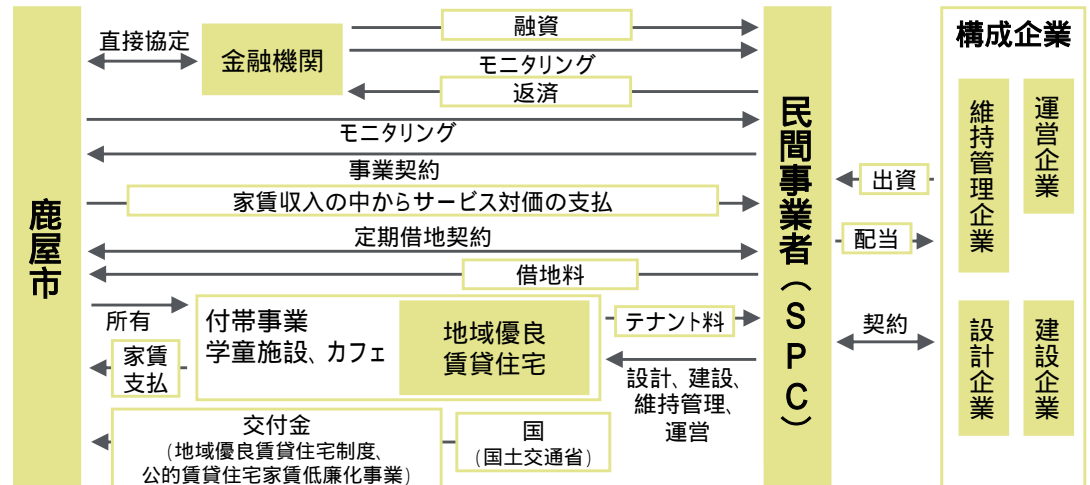 鹿屋市
直接協定
金融機関
融資
モニタリング
返済
モニタリング
事業契約
家賃収入の中からサービス対価の支払
定期借地契約
借地料
所有
家賃
支払
付帯事業
学童施設、カフェ
地域優良
賃貸住宅
テナント料
設計、建設、
維持管理、
運営
交付金
（地域優良賃貸住宅制度、
公的賃貸住宅家賃低廉化事業）
国
（国土交通省）
民間事業者（SPC）
出資
配当
契約
構成企業
維持管理企業
運営企業
設計企業
建設企業